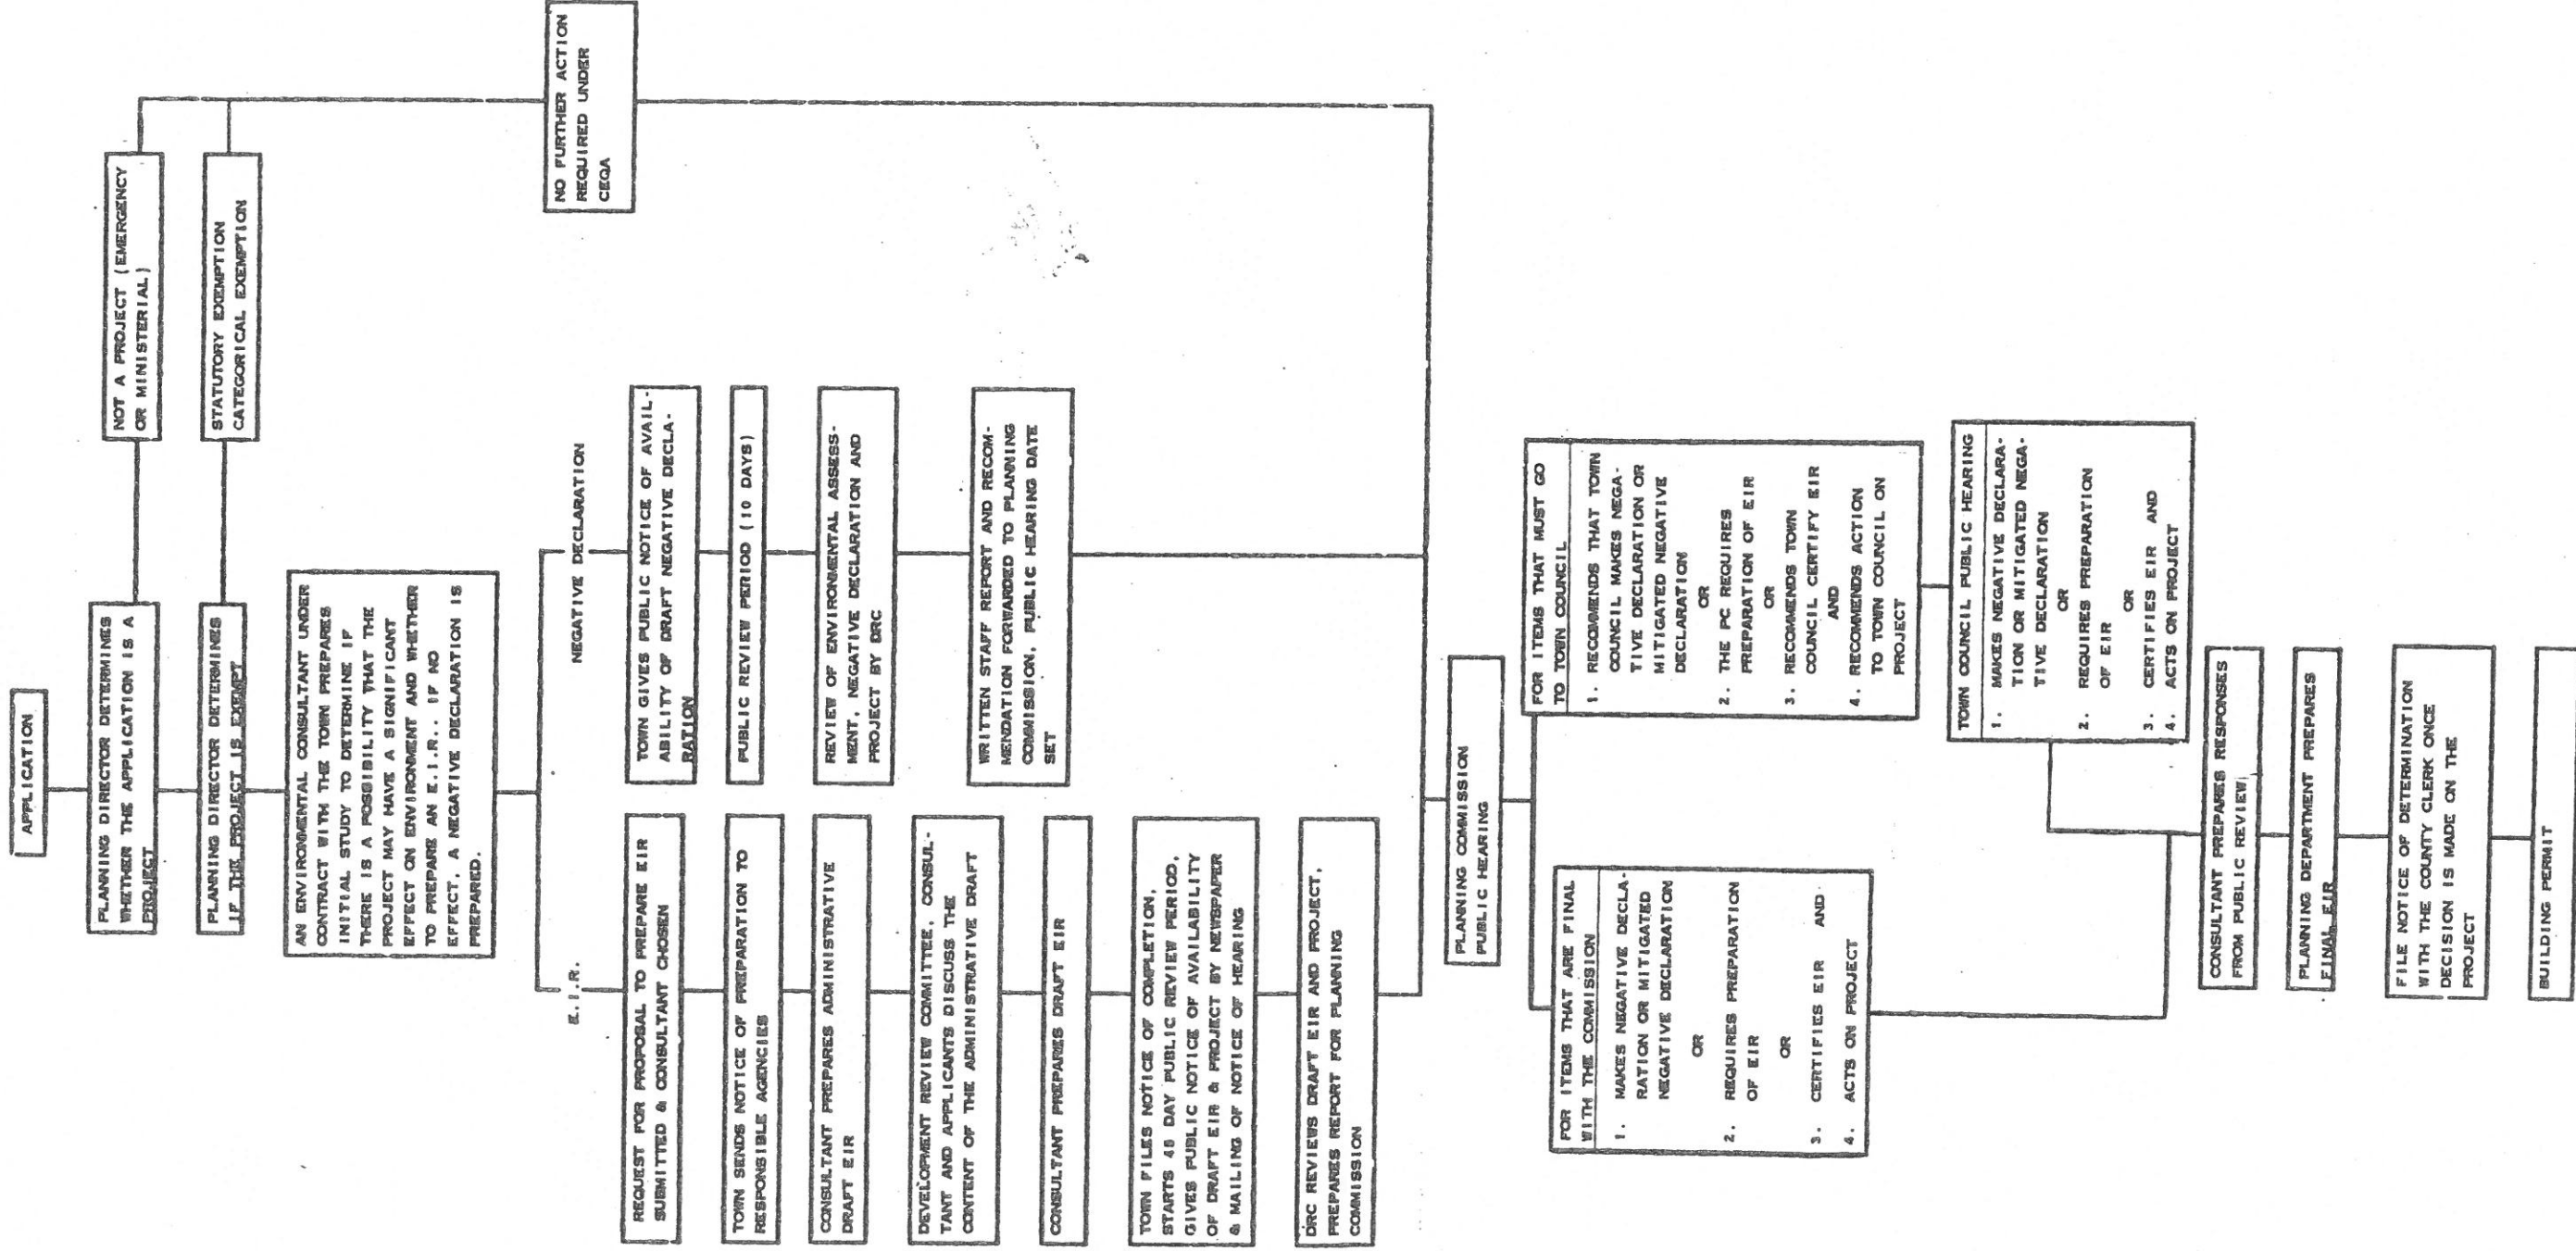 APPLICATION
PLANNING DIRECTOR DETERMINES
WHETHER THE APPLICATION IS A
PROJECT
NOT A PROJECT (EMERGENCY
OR MINISTERIAL)
PLANNING DIRECTOR DETERMINES
IF THE PROJECT IS EXEMPT
STATUTORY EXEMPTION
CATEGORICAL EXEMPTION
AN ENVIRONMENTAL CONSULTANT UNDER
CONTRACT WITH THE TOWN PREPARES
INITIAL STUDY TO DETERMINE IF
THERE IS A POSSIBILITY THAT THE
PROJECT MAY HAVE A SIGNIFICANT
EFFECT ON ENVIRONMENT AND WHETHER
TO PREPARE AN E.I.R.. IF NO
EFFECT, A NEGATIVE DECLARATION IS
PREPARED.
NO FURTHER ACTION
REQUIRED UNDER
CEQA
E.I.R.
REQUEST FOR PROPOSAL TO PREPARE EIR
SUBMITTED & CONSULTANT CHOSEN
TOWN SENDS NOTICE OF PREPARATION TO
RESPONSIBLE AGENCIES
CONSULTANT PREPARES ADMINISTRATIVE
DRAFT EIR
DEVELOPMENT REVIEW COMMITTEE, CONSUL-
TANT AND APPLICANTS DISCUSS THE
CONTENT OF THE ADMINISTRATIVE DRAFT
CONSULTANT PREPARES DRAFT EIR
TOWN FILES NOTICE OF COMPLETION,
STARTS 45 DAY PUBLIC REVIEW PERIOD,
GIVES PUBLIC NOTICE OF AVAILABILITY
OF DRAFT EIR & PROJECT BY NEWSPAPER
& MAILING OF NOTICE OF HEARING
DRC REVIEWS DRAFT EIR AND PROJECT,
PREPARES REPORT FOR PLANNING
COMMISSION
NEGATIVE DECLARATION
TOWN GIVES PUBLIC NOTICE OF AVAIL-
ABILITY OF DRAFT NEGATIVE DECLA-
RATION
PUBLIC REVIEW PERIOD (10 DAYS)
REVIEW OF ENVIRONMENTAL ASSESS-
MENT, NEGATIVE DECLARATION AND
PROJECT BY DRC
WRITTEN STAFF REPORT AND RECOM-
MENDATION FORWARDED TO PLANNING
COMMISSION, PUBLIC HEARING DATE
SET
PLANNING COMMISSION
PUBLIC HEARING
FOR ITEMS THAT ARE FINAL
WITH THE COMMISSION
1. MAKES NEGATIVE DECLA-
RATION OR MITIGATED
NEGATIVE DECLARATION
OR
2. REQUIRES PREPARATION
OF EIR
OR
3. CERTIFIES EIR AND
4. ACTS ON PROJECT
FOR ITEMS THAT MUST GO
TO TOWN COUNCIL
1. RECOMMENDS THAT TOWN
COUNCIL MAKES NEGA-
TIVE DECLARATION OR
MITIGATED NEGATIVE
DECLARATION
OR
2. THE PC REQUIRES
PREPARATION OF EIR
OR
3. RECOMMENDS TOWN
COUNCIL CERTIFY EIR
AND
4. RECOMMENDS ACTION
TO TOWN COUNCIL ON
PROJECT
TOWN COUNCIL PUBLIC HEARING
1. MAKES NEGATIVE DECLARA-
TION OR MITIGATED NEGA-
TIVE DECLARATION
OR
2. REQUIRES PREPARATION
OF EIR
OR
3. CERTIFIES EIR AND
4. ACTS ON PROJECT
CONSULTANT PREPARES RESPONSES
FROM PUBLIC REVIEW
PLANNING DEPARTMENT PREPARES
FINAL EIR
FILE NOTICE OF DETERMINATION
WITH THE COUNTY CLERK ONCE
DECISION IS MADE ON THE
PROJECT
BUILDING PERMIT